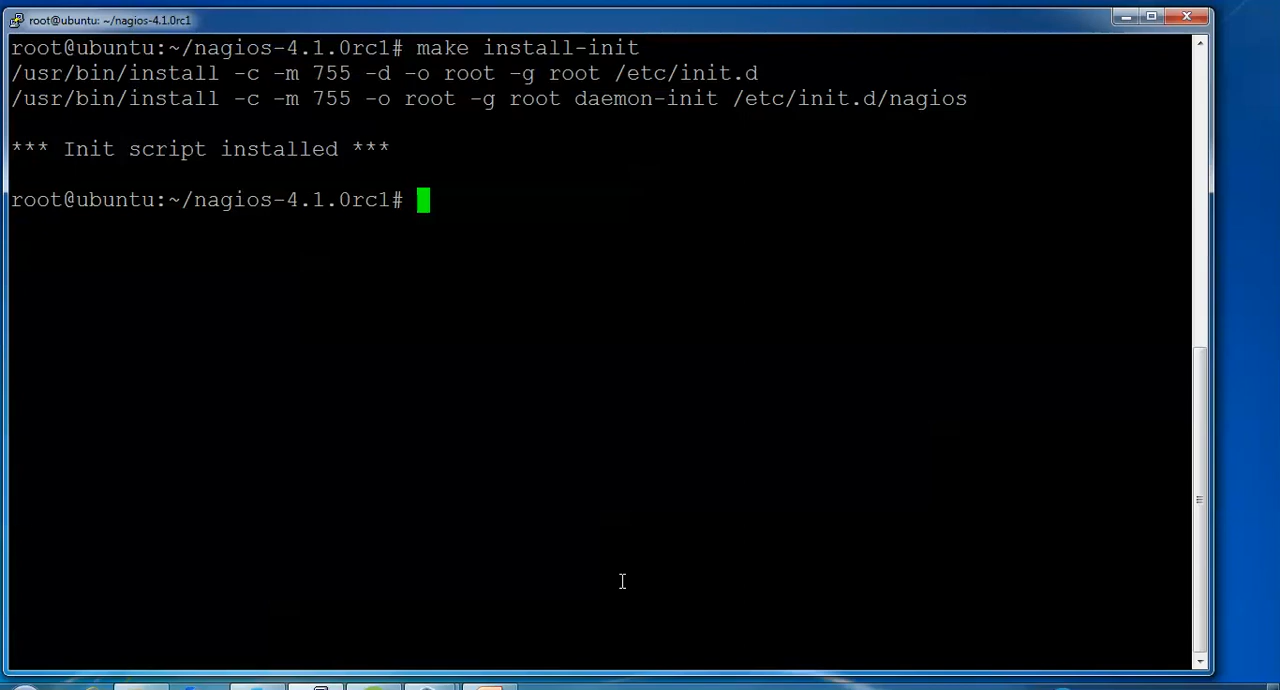 root@ubuntu: ~/nagios-4.1.0rc1
root@ubuntu:~/nagios-4.1.0rc1# make install-init
/usr/bin/install -c -m 755 -d -o root -g root /etc/init.d
/usr/bin/install -c -m 755 -o root -g root daemon-init /etc/init.d/nagios
*** Init script installed ***
root@ubuntu:~/nagios-4.1.0rc1#